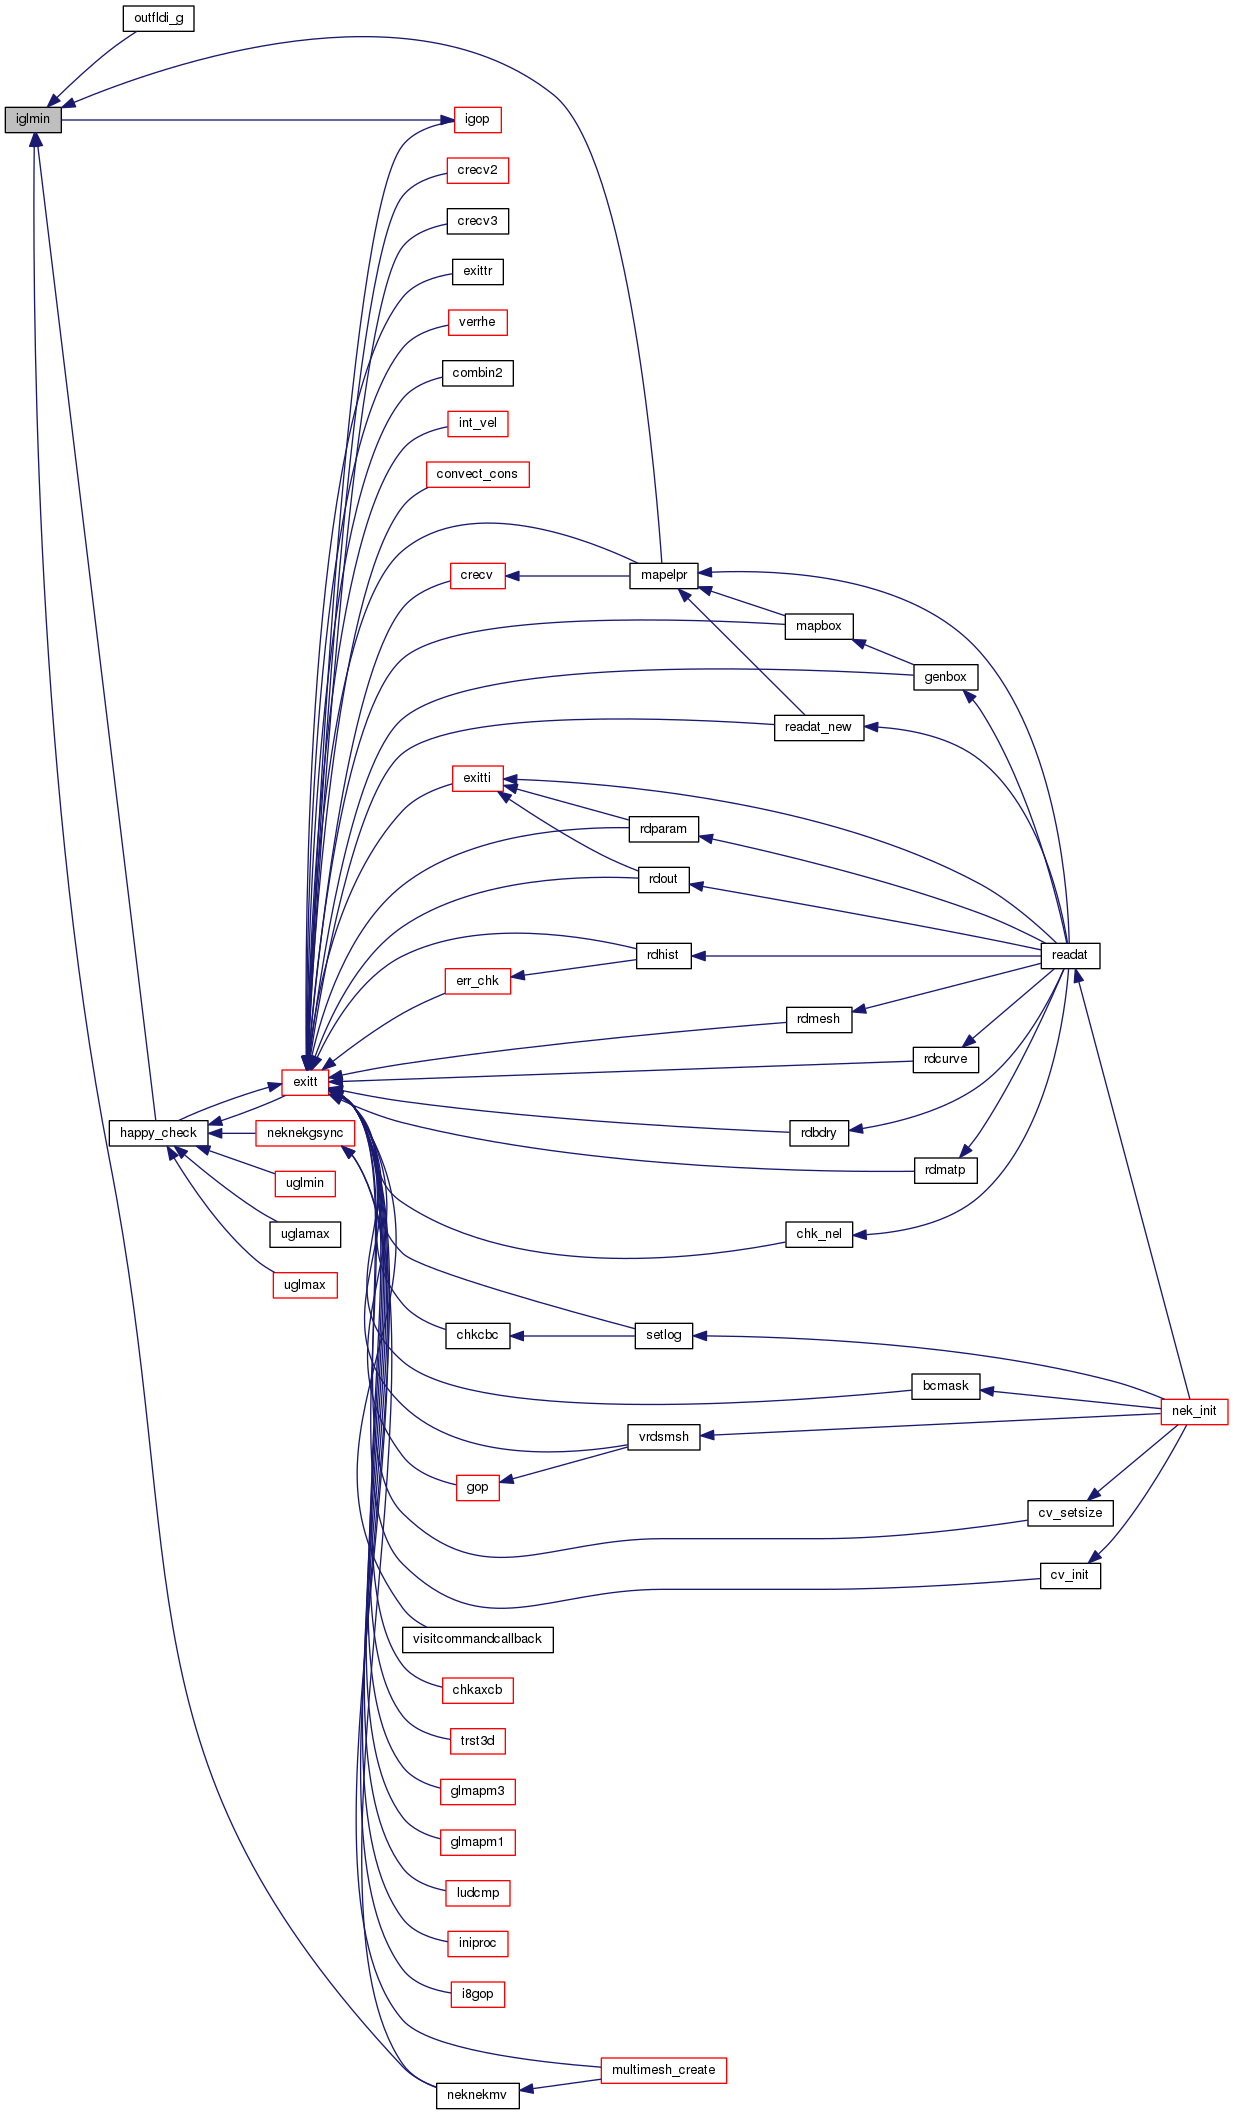 outfldi_g
iglmin
igop
crecv2
crecv3
exittr
verrhe
combin2
int_vel
convect_cons
crecv
mapelpr
mapbox
genbox
readat_new
exitti
rdparam
rdout
rdhist
readat
err_chk
rdmesh
rdcurve
exitt
happy_check
neknekgsync
rdbdry
rdmatp
uglmin
uglamax
chk_nel
uglmax
chkcbc
setlog
bcmask
nek_init
vrdsmsh
gop
cv_setsize
cv_init
visitcommandcallback
chkaxcb
trst3d
glmapm3
glmapm1
ludcmp
iniproc
i8gop
multimesh_create
neknekmv